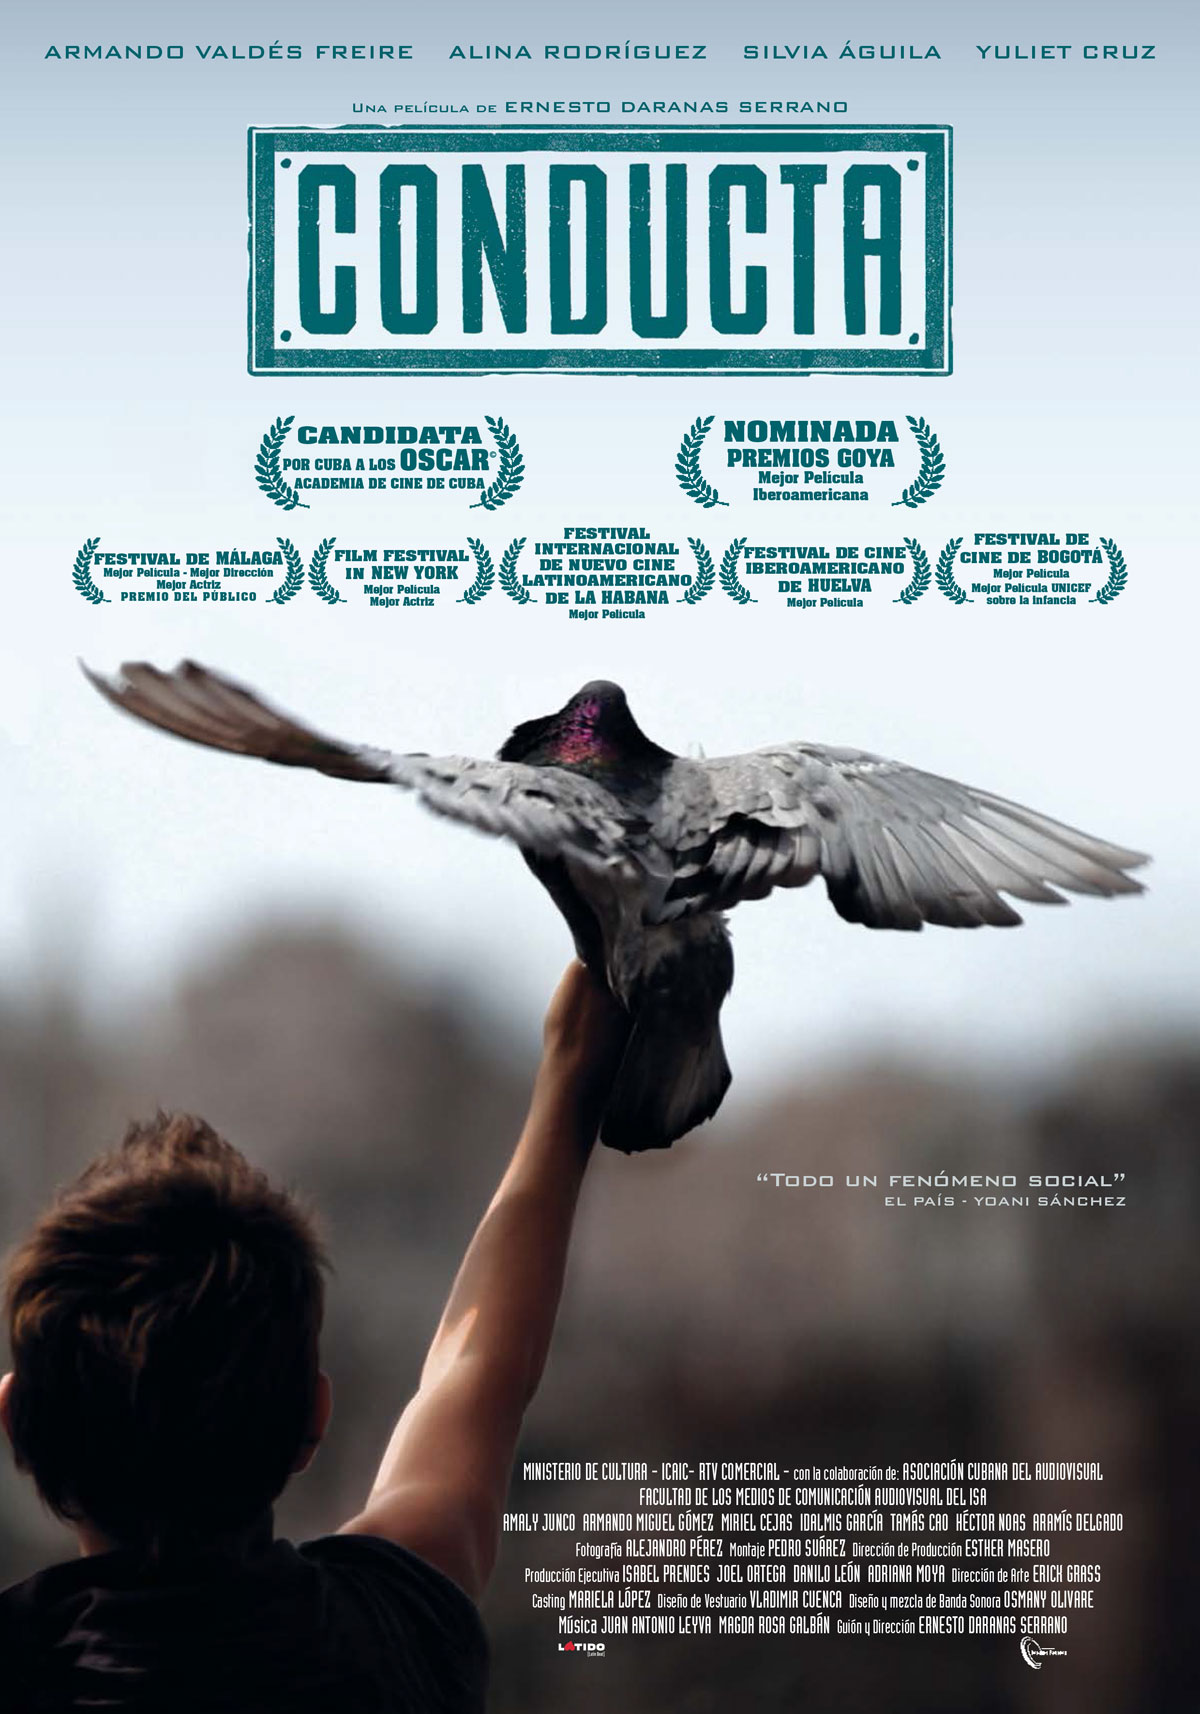 ARMANDO VALDÉS FREIRE ALINA RODRÍGUEZ SILVIA ÁGUILA YULIET CRUZ
UNA PELÍCULA DE ERNESTO DARANAS SERRANO
CONDUCTA
CANDIDATA
POR CUBA A LOS OSCAR©
ACADEMIA DE CINE DE CUBA
NOMINADA
PREMIOS GOYA
Mejor Película
Iberoamericana
FESTIVAL DE MÁLAGA
Mejor Película - Mejor Dirección
Mejor Actriz
PREMIO DEL PÚBLICO
FILM FESTIVAL
IN NEW YORK
Mejor Película
Mejor Actriz
FESTIVAL
INTERNACIONAL
DE NUEVO CINE
LATINOAMERICANO
DE LA HABANA
Mejor Película
FESTIVAL DE CINE
IBEROAMERICANO
DE HUELVA
Mejor Película
FESTIVAL DE
CINE DE BOGOTÁ
Mejor Película
Mejor Película UNICEF
sobre la infancia
“TODO UN FENÓMENO SOCIAL”
EL PAÍS - YOANI SÁNCHEZ
MINISTERIO DE CULTURA - ICAIC- RTV COMERCIAL - con la colaboración de: ASOCIACIÓN CUBANA DEL AUDIOVISUAL
FACULTAD DE LOS MEDIOS DE COMUNICACIÓN AUDIOVISUAL DEL ISA
AMALY JUNCO ARMANDO MIGUEL GÓMEZ MIRIEL CEJAS IDALMIS GARCÍA TAMÁS CAO HÉCTOR NOAS ARAMÍS DELGADO
Fotografía ALEJANDRO PÉREZ Montaje PEDRO SUÁREZ Dirección de Producción ESTHER MASERO
Producción Ejecutiva ISABEL PRENDES JOEL ORTEGA DANILO LEÓN ADRIANA MOYA Dirección de Arte ERICK GRASS
Casting MARIELA LÓPEZ Diseño de Vestuario VLADIMIR CUENCA Diseño y mezcla de Banda Sonora OSMANY OLIVARE
Música JUAN ANTONIO LEYVA MAGDA ROSA GALBÁN Guión y Dirección ERNESTO DARANAS SERRANO
LATIDO